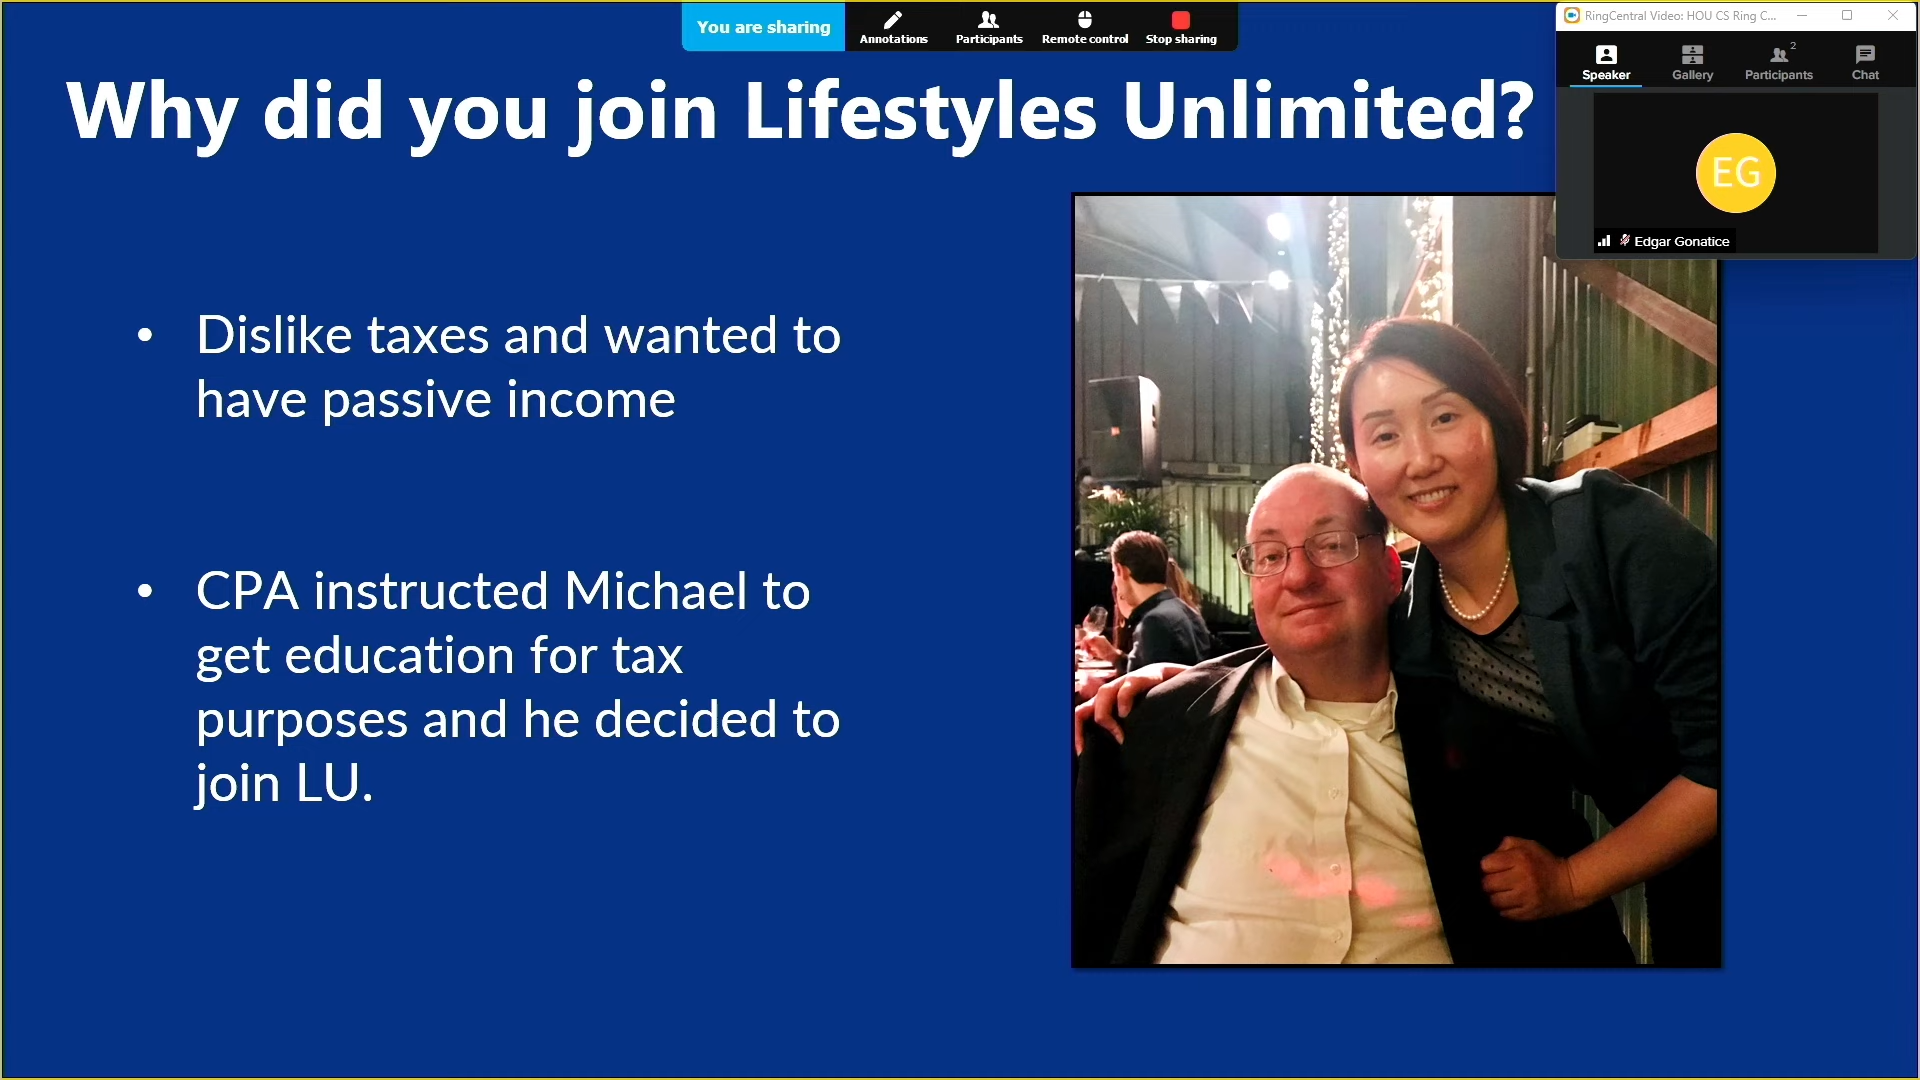 You are sharing
Annotations
Participants
Remote control
Stop sharing
RingCentral Video: HOU CS Ring C...
Speaker
Gallery
2
Participants
Chat
EG
Edgar Gonatice
Why did you join Lifestyles Unlimited?
• Dislike taxes and wanted to
have passive income
• CPA instructed Michael to
get education for tax
purposes and he decided to
join LU.